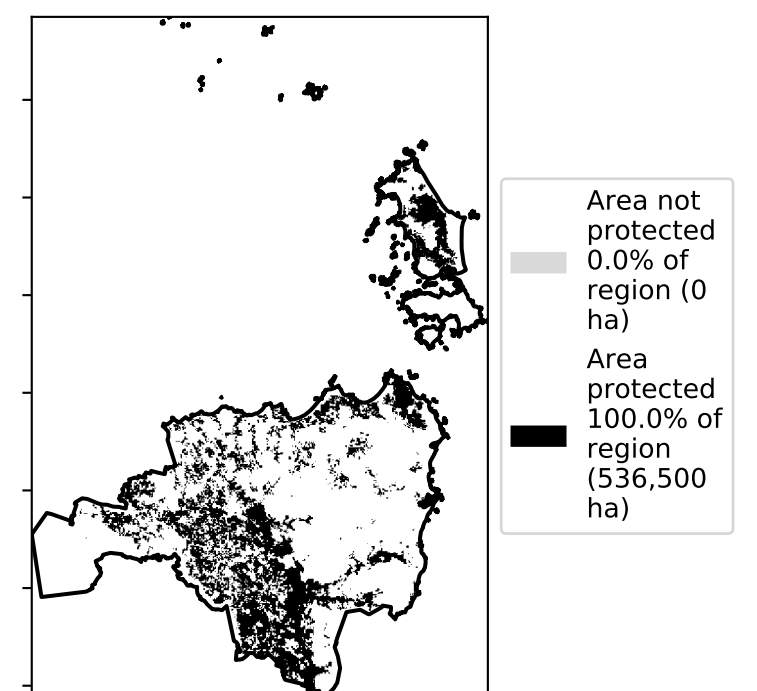 Area not
protected
0.0% of
region (0
ha)
Area
protected
100.0% of
region
(536,500
ha)